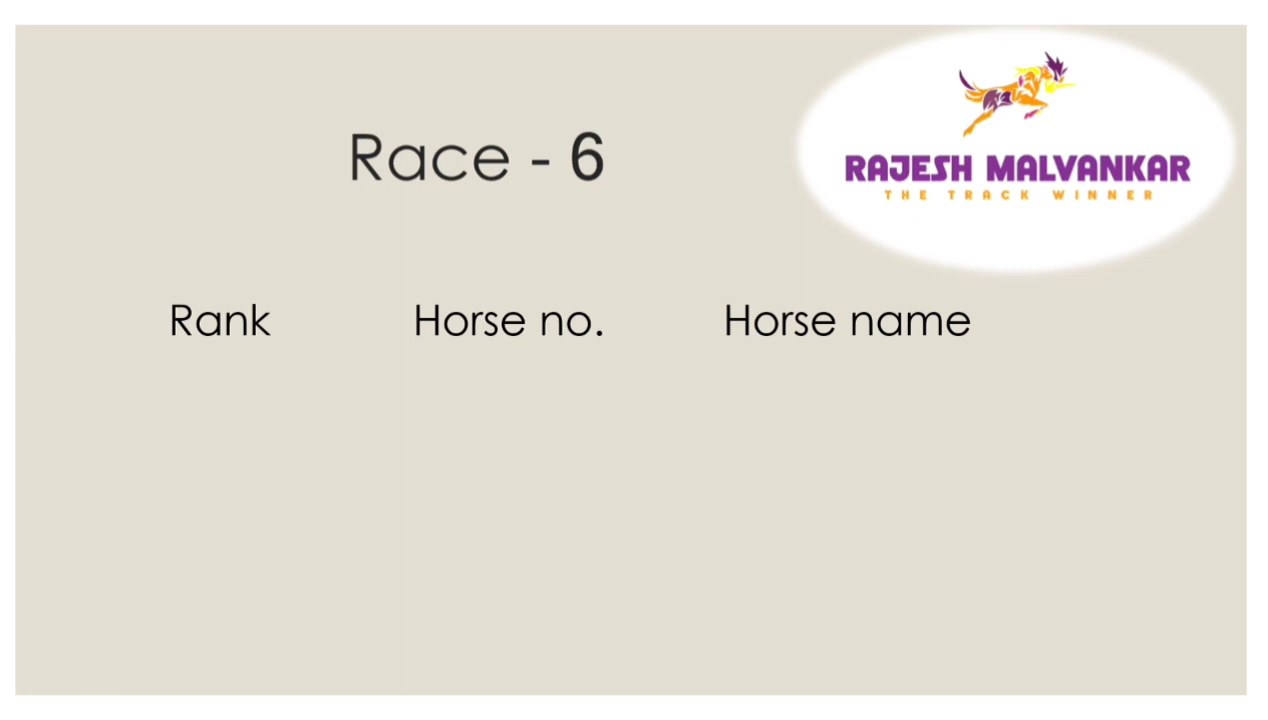 Race - 6
RAJESH MALVANKAR
THE TRACK WINNER
Rank Horse no. Horse name